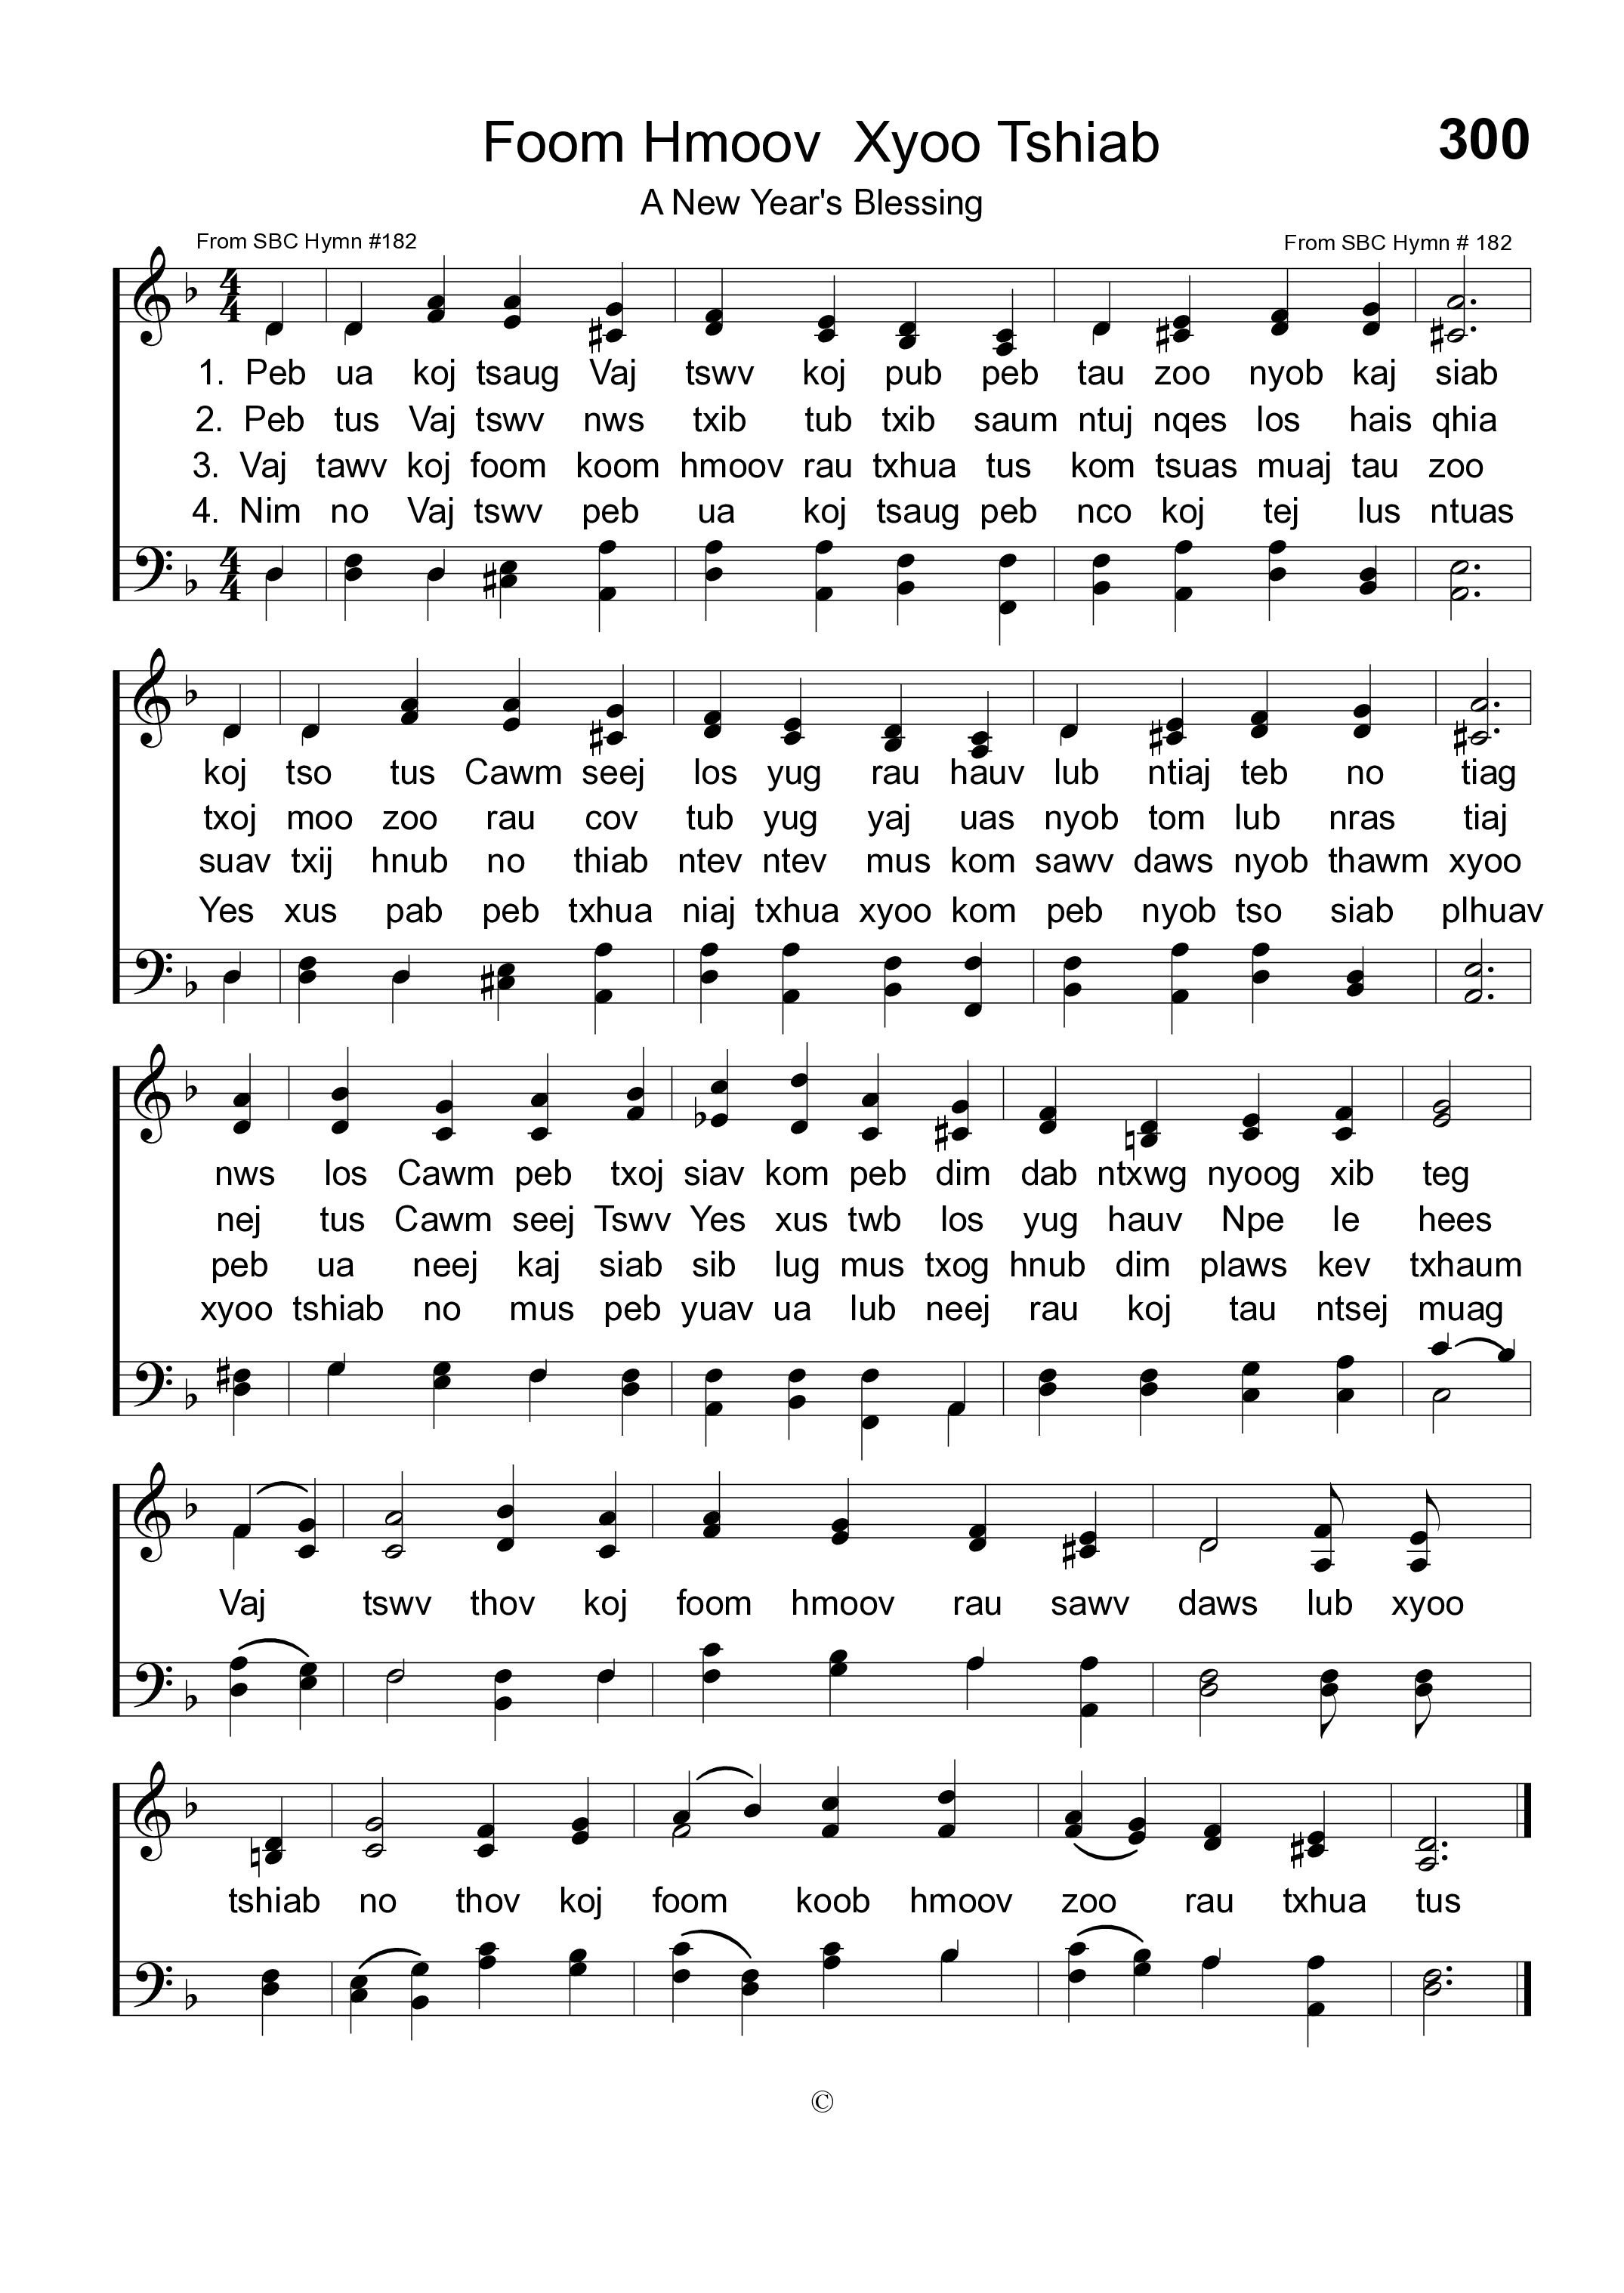 Foom Hmoov Xyoo Tshiab
300
A New Year's Blessing
From SBC Hymn #182
From SBC Hymn # 182
1. Peb ua koj tsaug Vaj tswv koj pub peb tau zoo nyob kaj siab
2. Peb tus Vaj tswv nws txib tub txib saum ntuj nqes los hais qhia
3. Vaj tawv koj foom koom hmoov rau txhua tus kom tsuas muaj tau zoo
4. Nim no Vaj tswv peb ua koj tsaug peb nco koj tej lus ntuas
koj tso tus Cawm seej los yug rau hauv lub ntiaj teb no tiag
txoj moo zoo rau cov tub yug yaj uas nyob tom lub nras tiaj
suav txij hnub no thiab ntev ntev mus kom sawv daws nyob thawm xyoo
Yes xus pab peb txhua niaj txhua xyoo kom peb nyob tso siab plhuav
nws los Cawm peb txoj siav kom peb dim dab ntxwg nyoog xib teg
nej tus Cawm seej Tswv Yes xus twb los yug hauv Npe le hees
peb ua neej kaj siab sib lug mus txog hnub dim plaws kev txhaum
xyoo tshiab no mus peb yuav ua lub neej rau koj tau ntsej muag
Vaj tswv thov koj foom hmoov rau sawv daws lub xyoo
tshiab no thov koj foom koob hmoov zoo rau txhua tus
©